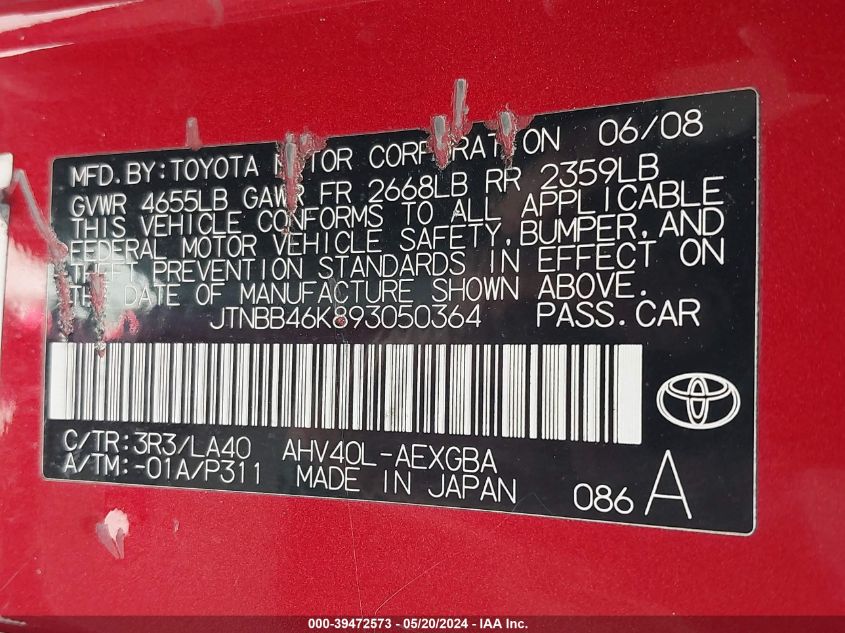 MFD.BY:TOYOTA MOTOR CORPORATION 06/08
GVWR 4655LB GAWR FR 2668LB RR 2359LB
THIS VEHICLE CONFORMS TO ALL APPLICABLE
FEDERAL MOTOR VEHICLE SAFETY,BUMPER,AND
THEFT PREVENTION STANDARDS IN EFFECT ON
THE DATE OF MANUFACTURE SHOWN ABOVE.
JTNBB46K893050364 PASS.CAR
C/TR:3R3/LA40 AHV40L-AEXGBA
A/TM:-01A/P311 MADE IN JAPAN 086 A
000-39472573 / 05/20/2024 - IAA Inc.